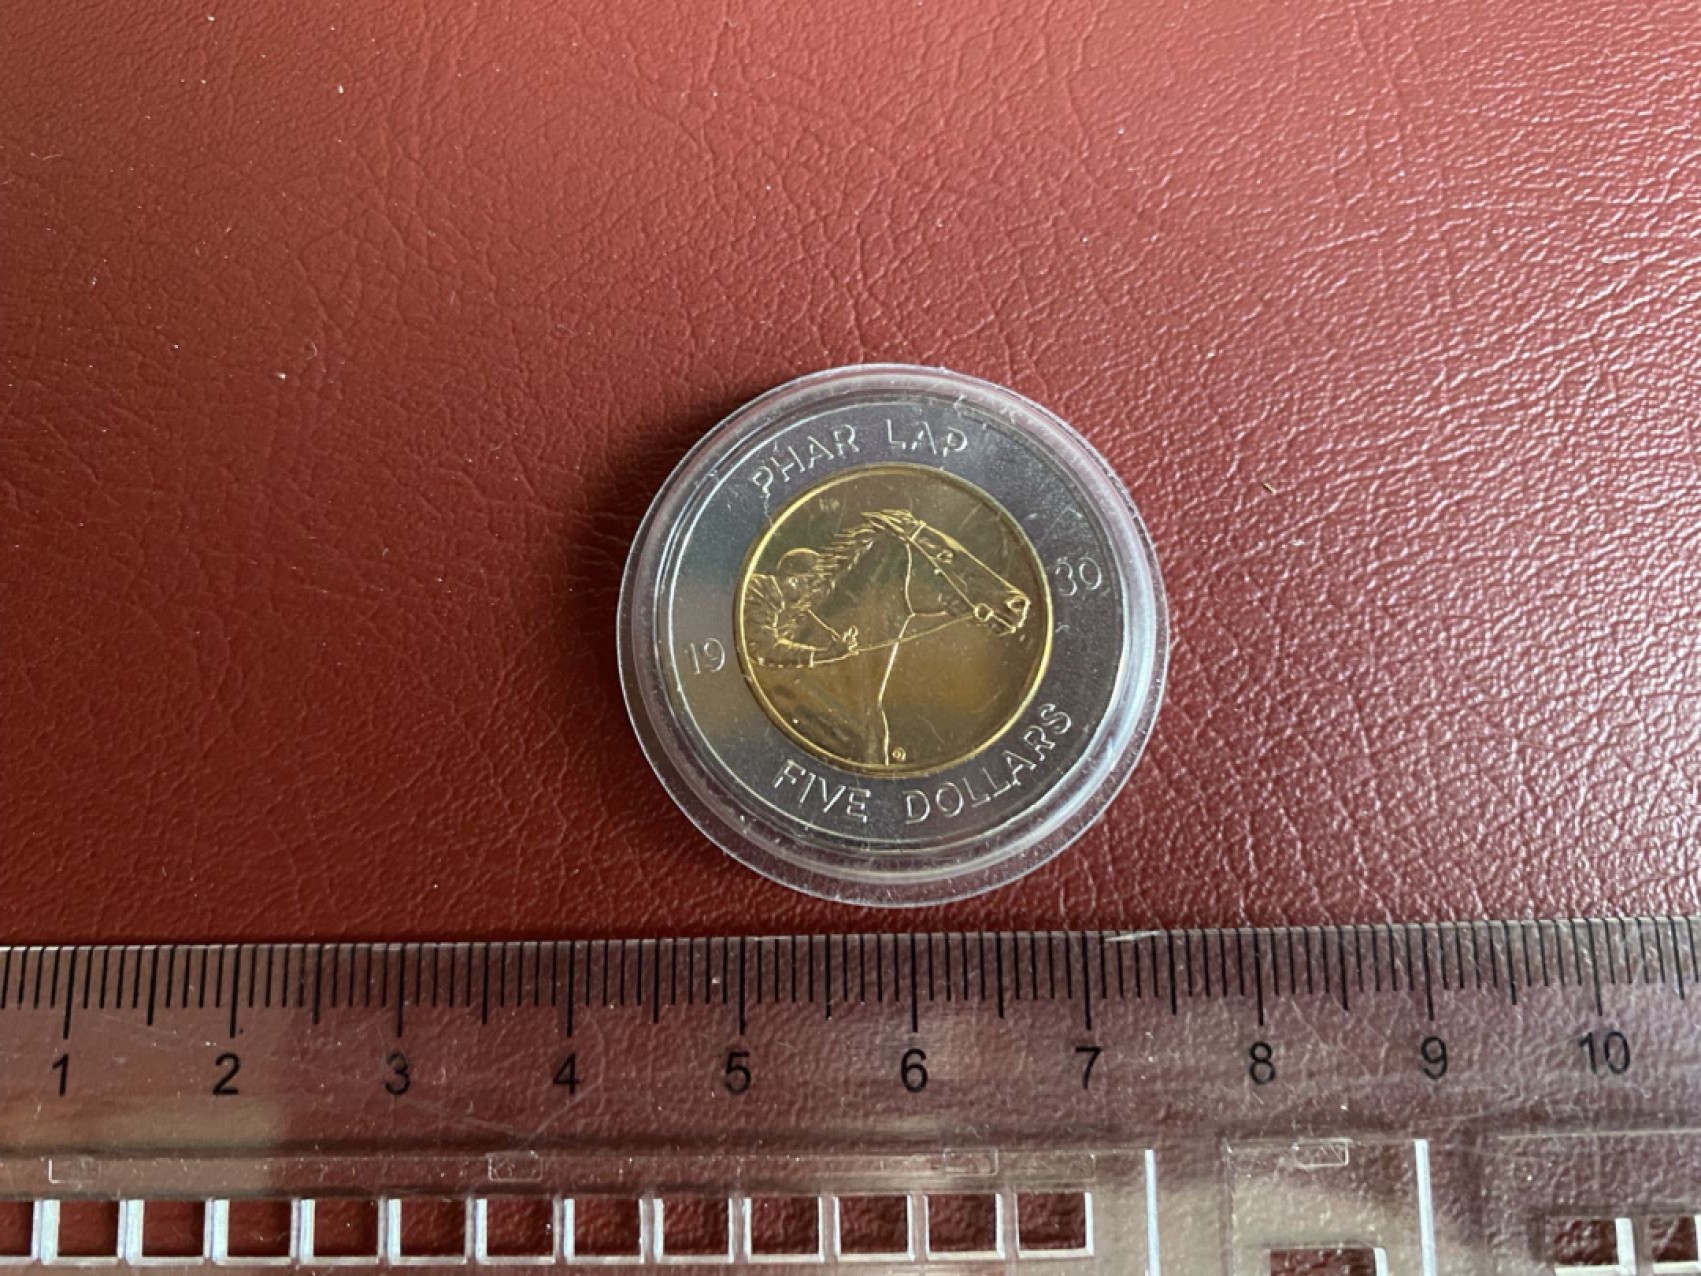 PHAR LAP
19 30
FIVE DOLLARS
1 2 3 4 5 6 7 8 9 10